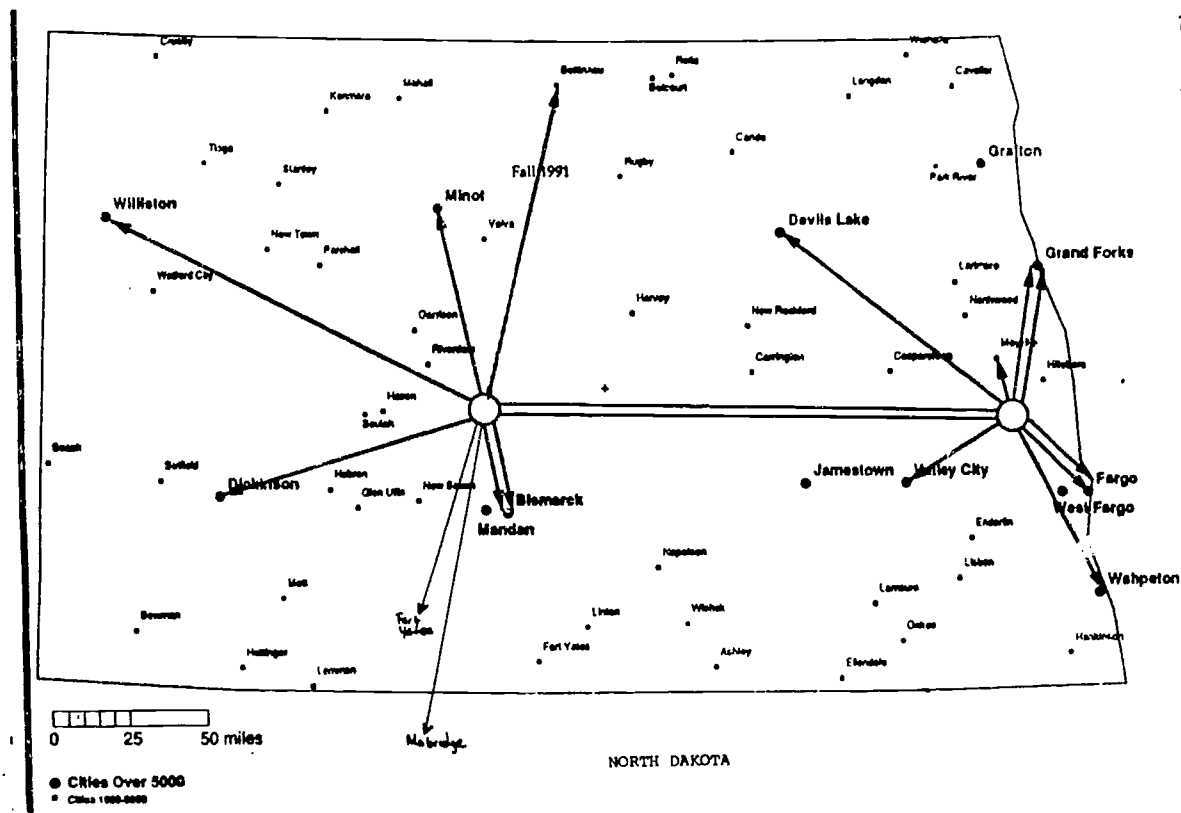 Crosby
Mohall
Kenmare
Bottineau
Rolla
Belcourt
Langdon
Cavalier
Tioga
Stanley
Fall 1991
Rugby
Cando
Grafton
Park River
Williston
Minot
Velva
Devils Lake
New Town
Parshall
Watford City
Grand Forks
Larimore
Northwood
Garrison
Harvey
New Rockford
Riverdale
Carrington
Cooperstown
Hillsboro
Hazen
Beulah
Beach
Belfield
Dickinson
Hebron
Glen Ullin
New Salem
Bismarck
Mandan
Jamestown
Valley City
Fargo
West Fargo
Enderlin
Napoleon
Lisbon
Wahpeton
Mott
Fort
Yates
Bowman
Linton
Wishek
Lamoure
Oakes
Hankinson
Hettinger
Lemmon
Fort Yates
Ashley
Ellendale
Mobridge
0 25 50 miles
NORTH DAKOTA
Cities Over 5000
Cities